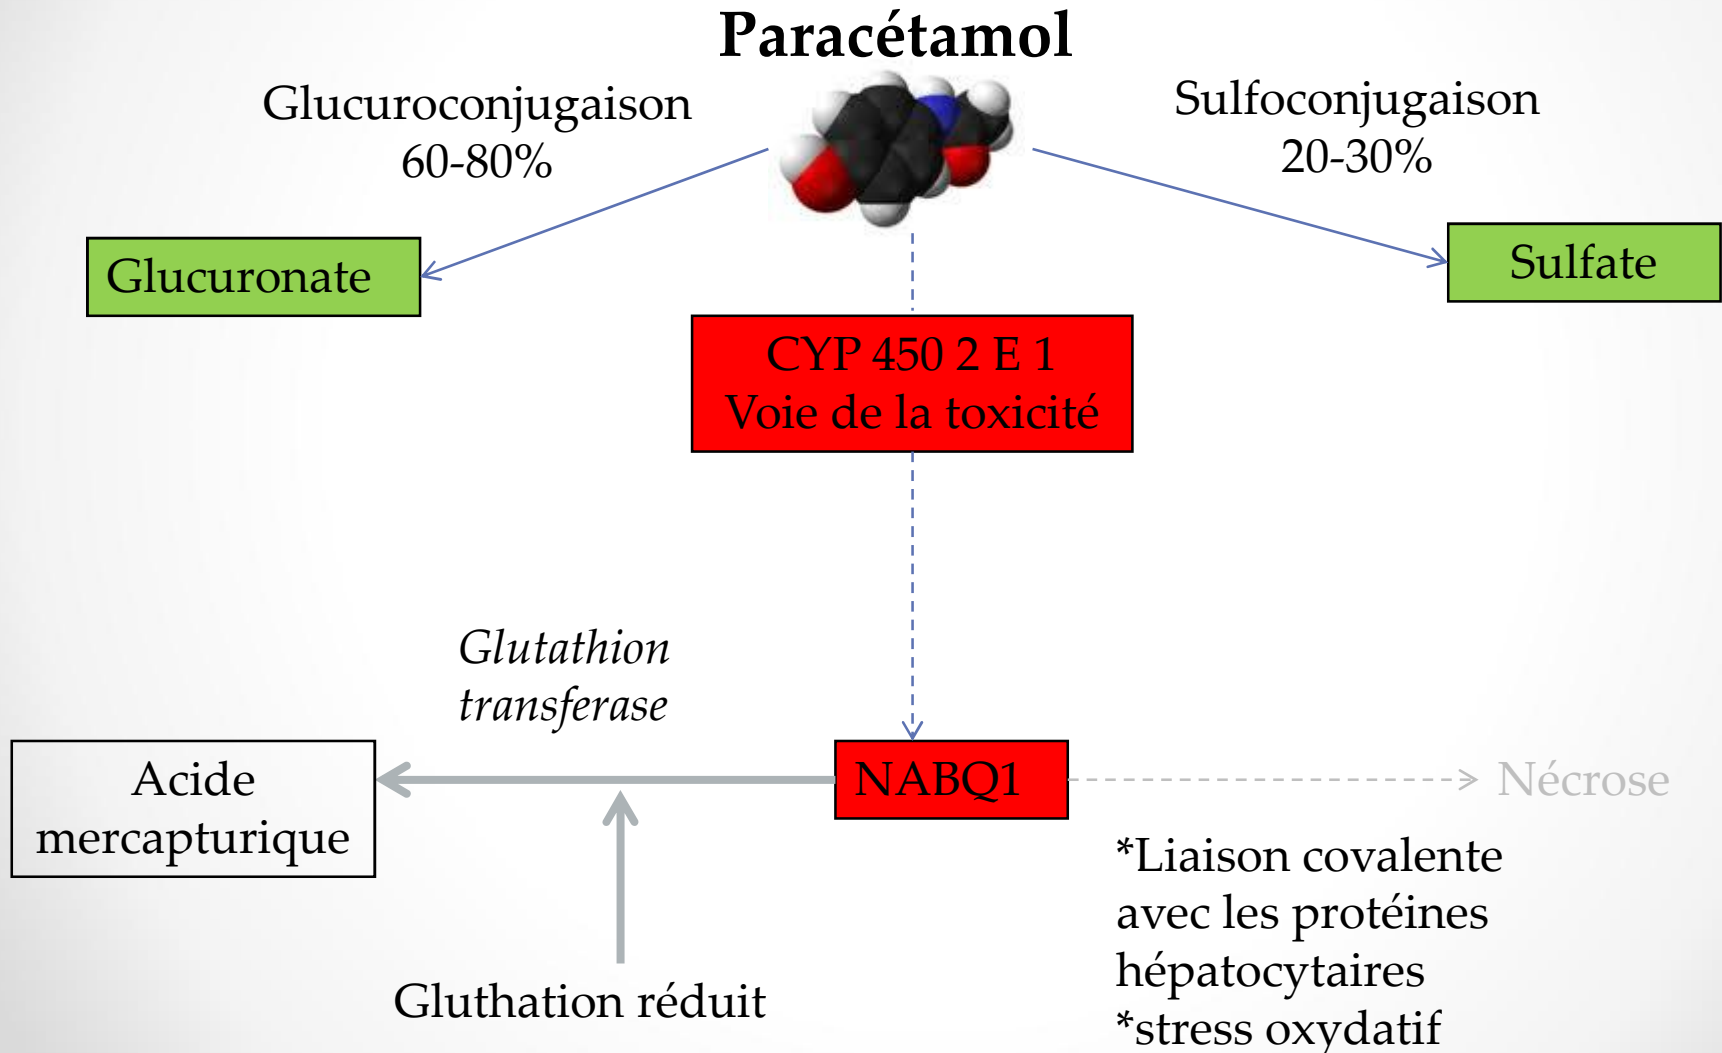 Paracétamol
Glucuroconjugaison
60-80%
Sulfoconjugaison
20-30%
Glucuronate
Sulfate
CYP 450 2 E 1
Voie de la toxicité
Glutathion
transferase
Acide
mercapturique
NABQ1
Nécrose
*Liaison covalente
avec les protéines
hépatocytaires
*stress oxydatif
Gluthation réduit